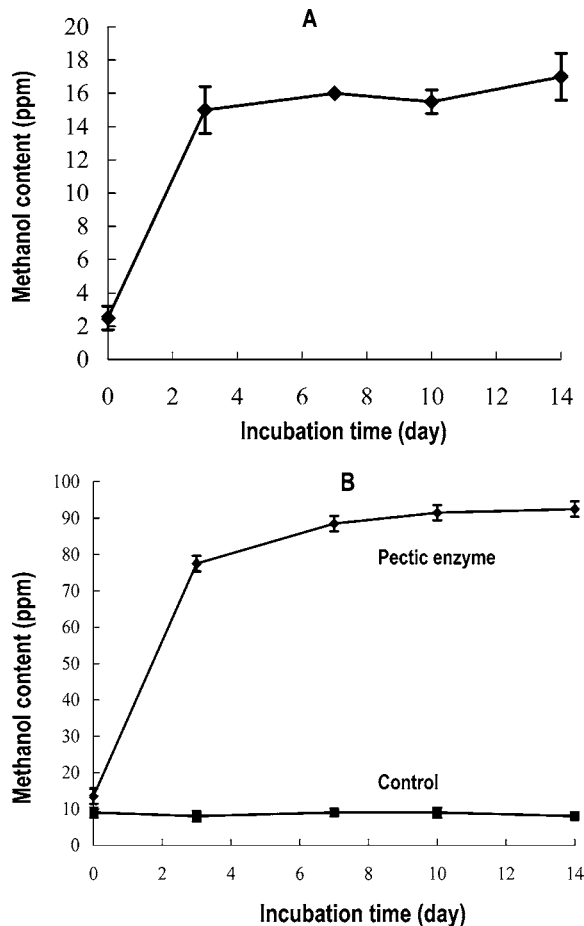 A
Methanol content (ppm)
20
18
16
14
12
10
8
6
4
2
0
0 2 4 6 8 10 12 14
Incubation time (day)
B
Methanol content (ppm)
100
90
80
70
60
50
40
30
20
10
0
Pectic enzyme
Control
0 2 4 6 8 10 12 14
Incubation time (day)